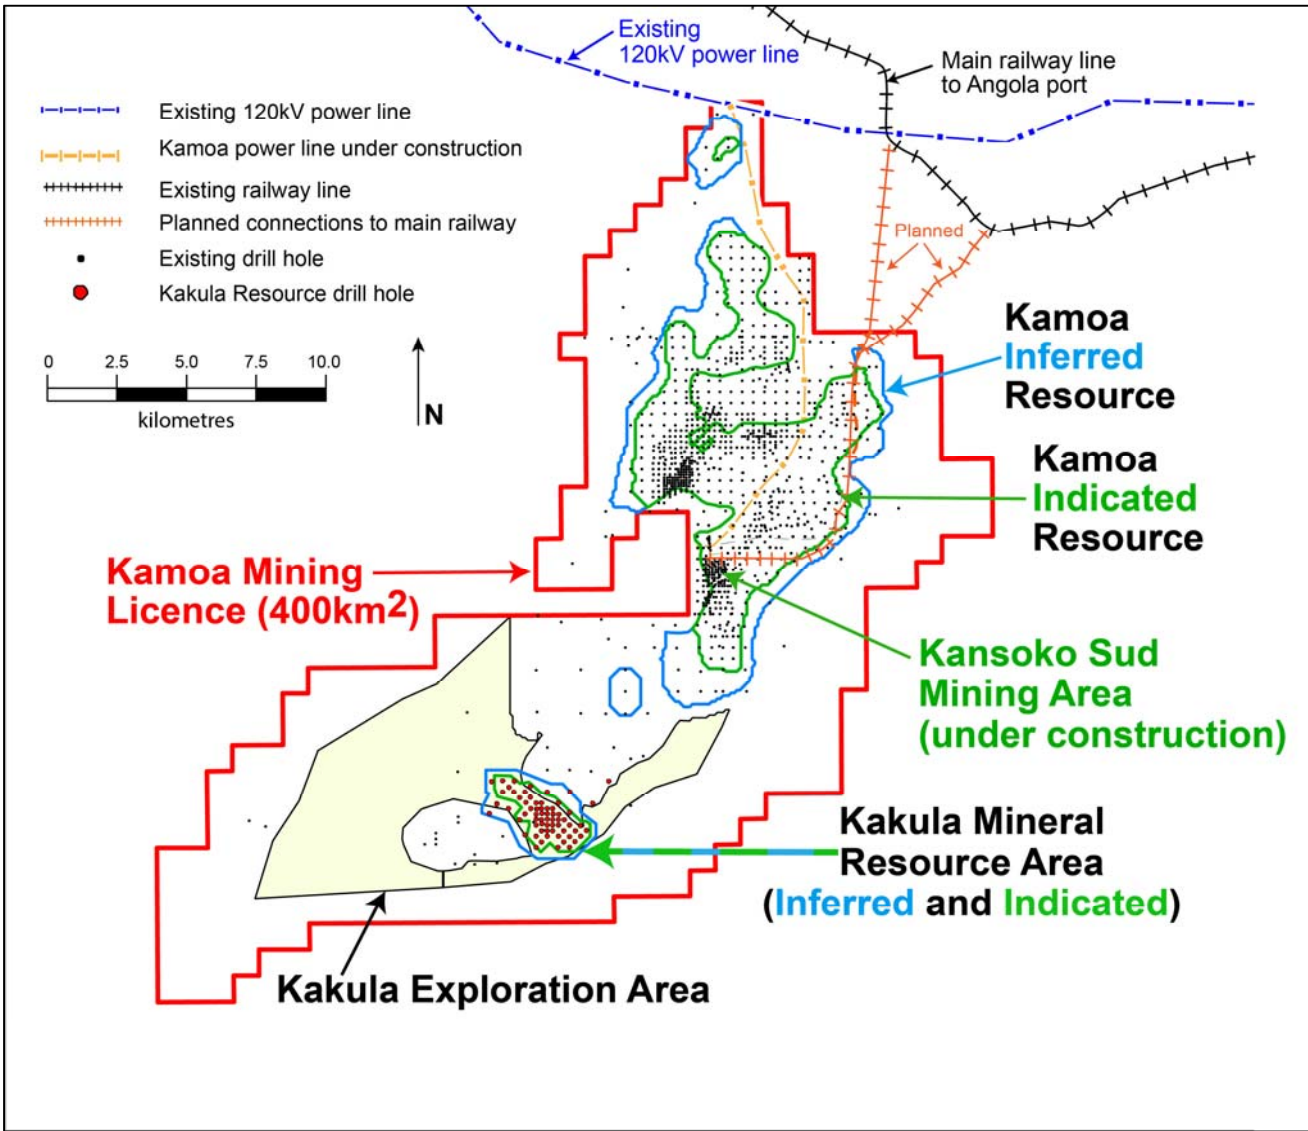 Existing
120kV power line
Main railway line
to Angola port
Existing 120kV power line
Kamoa power line under construction
Existing railway line
Planned connections to main railway
Existing drill hole
Kakula Resource drill hole
0 2.5 5.0 7.5 10.0
kilometres
N
Planned
Kamoa
Inferred
Resource
Kamoa
Indicated
Resource
Kamoa Mining
Licence (400km2)
Kansoko Sud
Mining Area
(under construction)
Kakula Mineral
Resource Area
(Inferred and Indicated)
Kakula Exploration Area